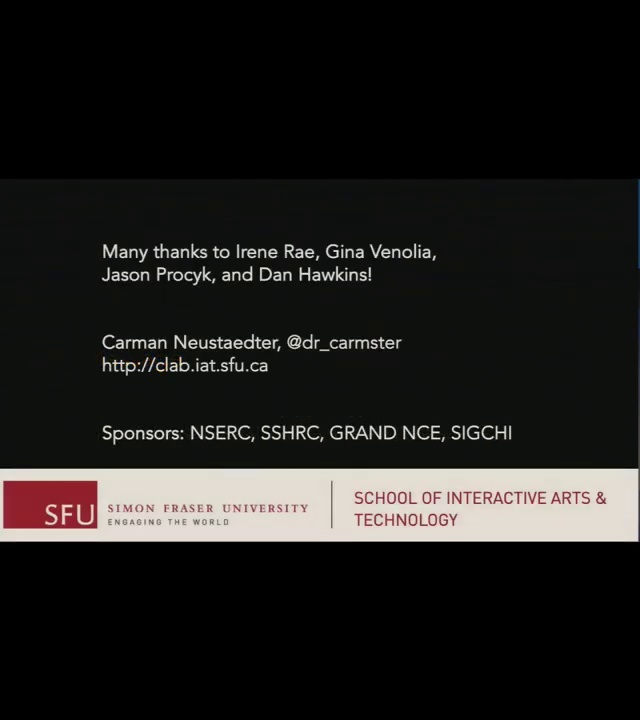 Many thanks to Irene Rae, Gina Venolia,
Jason Procyk, and Dan Hawkins!
Carman Neustaedter, @dr_carmster
http://clab.iat.sfu.ca
Sponsors: NSERC, SSHRC, GRAND NCE, SIGCHI
SFU
SIMON FRASER UNIVERSITY
ENGAGING THE WORLD
SCHOOL OF INTERACTIVE ARTS &
TECHNOLOGY